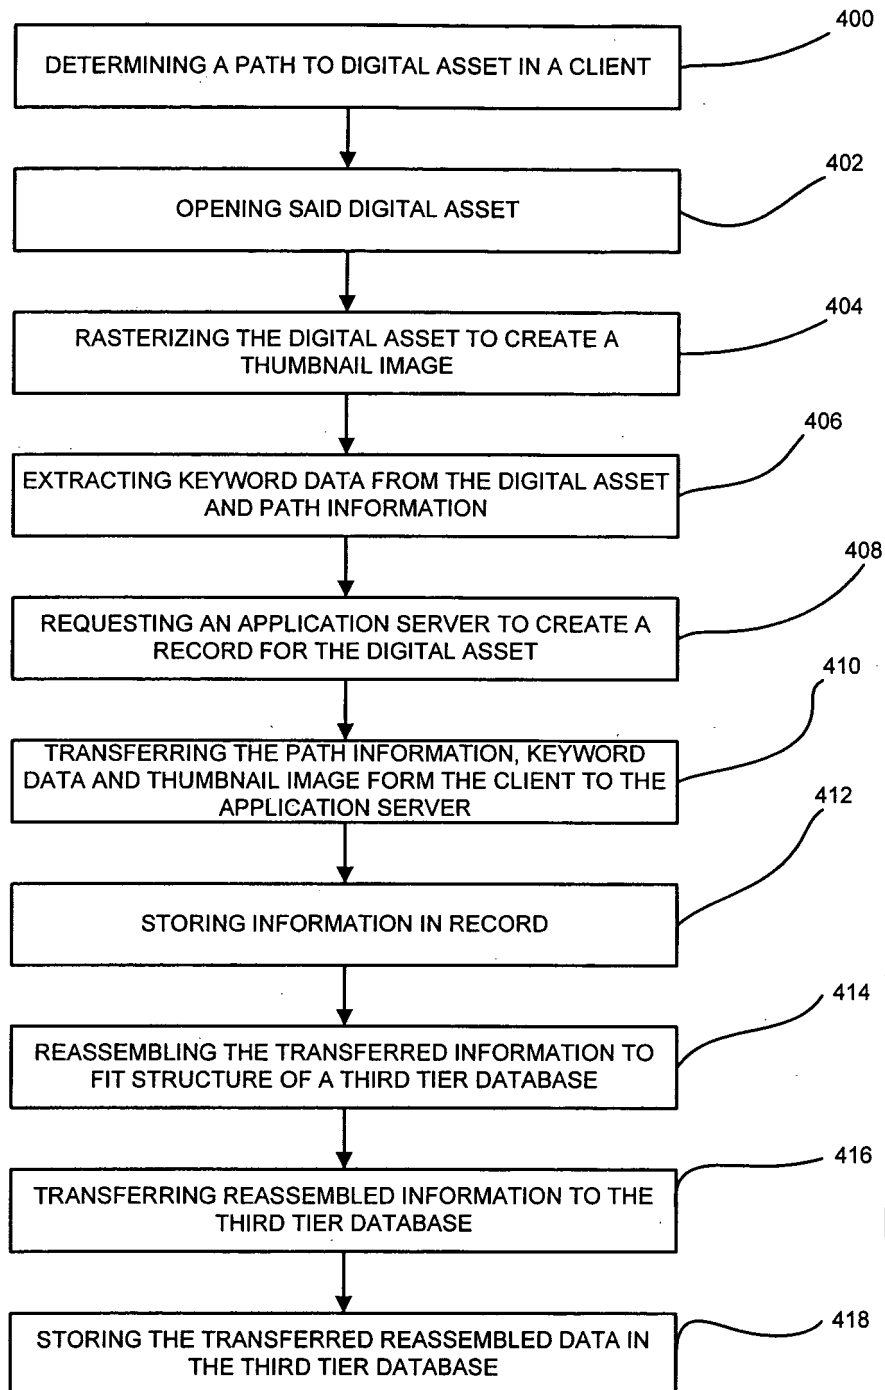 400
DETERMINING A PATH TO DIGITAL ASSET IN A CLIENT
402
OPENING SAID DIGITAL ASSET
404
RASTERIZING THE DIGITAL ASSET TO CREATE A
THUMBNAIL IMAGE
406
EXTRACTING KEYWORD DATA FROM THE DIGITAL ASSET
AND PATH INFORMATION
408
REQUESTING AN APPLICATION SERVER TO CREATE A
RECORD FOR THE DIGITAL ASSET
410
TRANSFERRING THE PATH INFORMATION, KEYWORD
DATA AND THUMBNAIL IMAGE FORM THE CLIENT TO THE
APPLICATION SERVER
412
STORING INFORMATION IN RECORD
414
REASSEMBLING THE TRANSFERRED INFORMATION TO
FIT STRUCTURE OF A THIRD TIER DATABASE
416
TRANSFERRING REASSEMBLED INFORMATION TO THE
THIRD TIER DATABASE
418
STORING THE TRANSFERRED REASSEMBLED DATA IN
THE THIRD TIER DATABASE